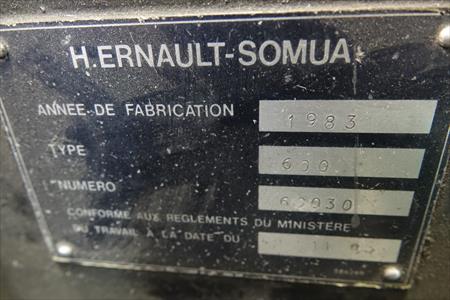 H.ERNAULT-SOMUA
ANNEE DE FABRICATION 1983
TYPE 600
NUMERO 60030
CONFORME AUX REGLEMENTS DU MINISTERE
DU TRAVAIL À LA DATE DU